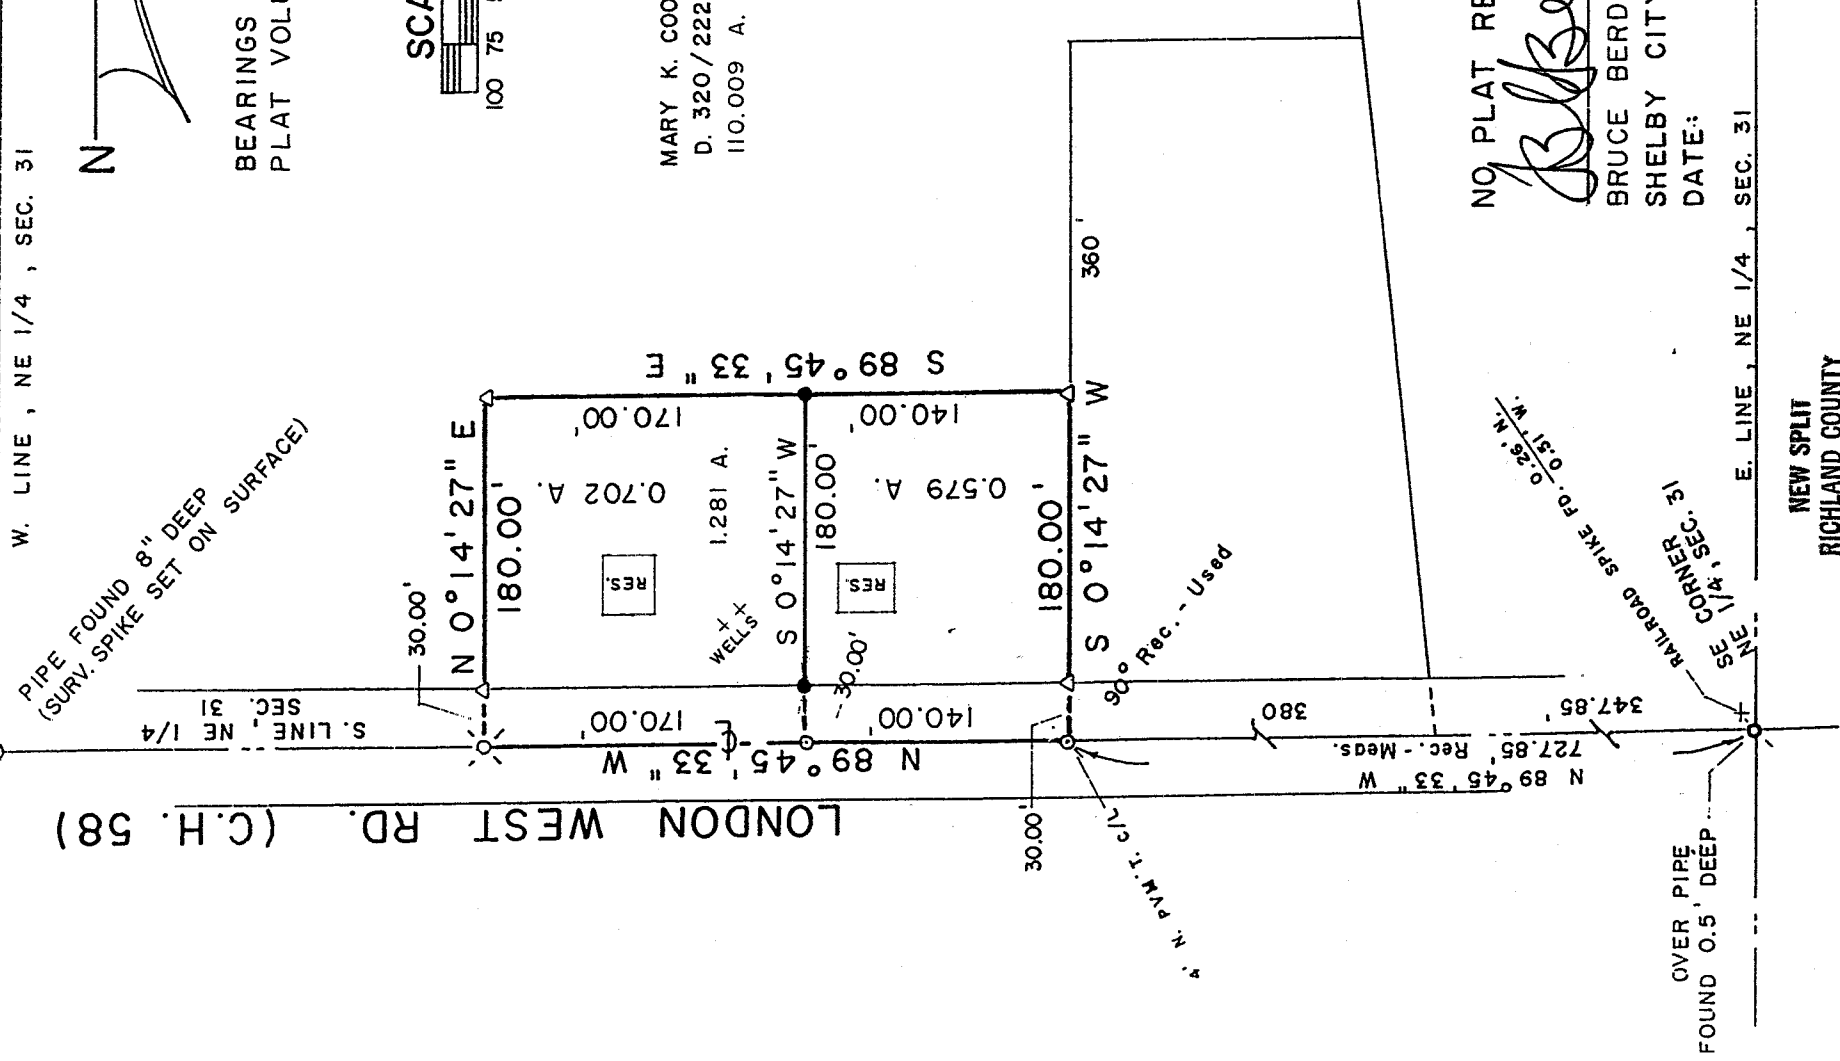 W. LINE , NE 1/4 , SEC. 31
N
BEARINGS
PLAT VOL
SCA
100 75
MARY K. COO
D. 320/222
110.009 A.
NO PLAT RE
BRUCE BERD
SHELBY CITY
DATE:
E. LINE , NE 1/4 , SEC. 31
NEW SPLIT
RICHLAND COUNTY
PIPE FOUND 8" DEEP
(SURV. SPIKE SET ON SURFACE)
30.00'
N 0° 14' 27" E
180.00'
S 89° 45' 33" E
170.00'
140.00'
0.702 A.
1.281 A.
S 0° 14' 27" W
180.00'
0.579 A.
RES.
RES.
WELLS
30.00'
180.00'
S 0° 14' 27" W
360'
90° Rec. - Used
S. LINE , NE 1/4
SEC. 31
170.00'
140.00'
N 89° 45' 33" W
380
347.85'
727.85' Rec.-Meas.
N 89° 45' 33" W
LONDON WEST RD. (C.H. 58)
30.00'
N. PVM'T. C/L
0.26' N.
RAILROAD SPIKE FD. 0.51' W.
SE CORNER
NE 1/4, SEC. 31
OVER PIPE
FOUND 0.5' DEEP